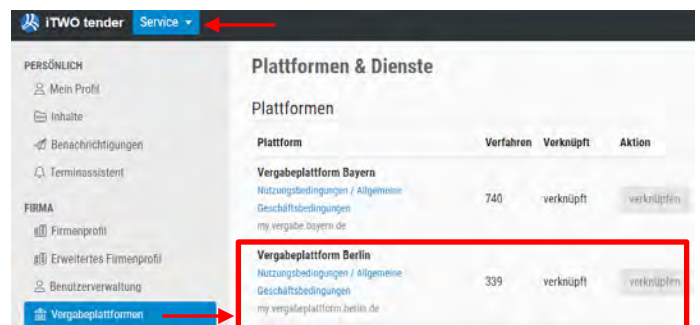 iTWO tender Service
PERSÖNLICH
Mein Profil
Inhalte
Benachrichtigungen
Terminassistent
FIRMA
Firmenprofil
Erweitertes Firmenprofil
Benutzerverwaltung
Vergabeplattformen
Plattformen & Dienste
Plattformen
Plattform Verfahren Verknüpft Aktion
Vergabeplattform Bayern
Nutzungsbedingungen / Allgemeine
Geschäftsbedingungen
my.vergabe.bayern.de
740 verknüpft verknüpfen
Vergabeplattform Berlin
Nutzungsbedingungen / Allgemeine
Geschäftsbedingungen
my.vergabeplattform.berlin.de
339 verknüpft verknüpfen